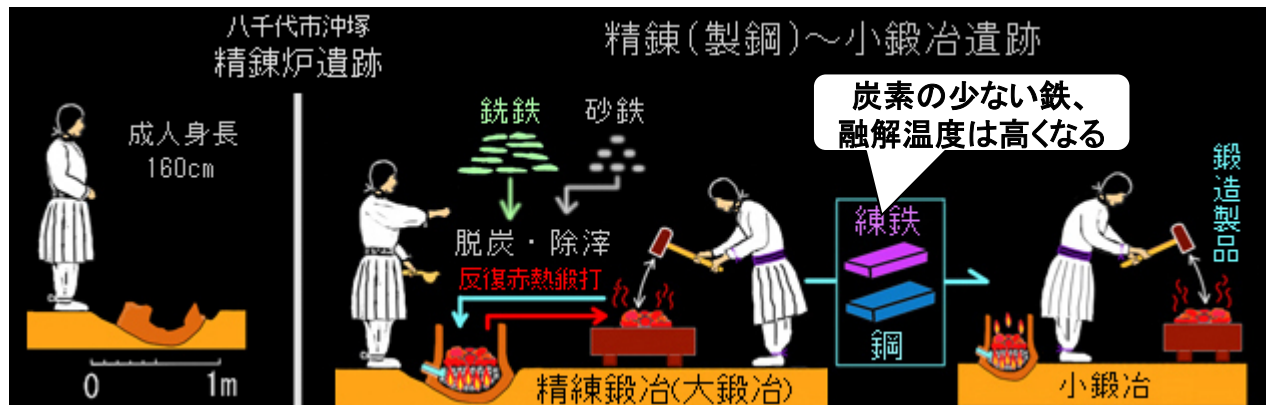 八千代市沖塚
精錬炉遺跡
成人身長
160cm
0 1m
精錬(製鋼)～小鍛冶遺跡
銑鉄 砂鉄
脱炭・除滓
反復赤熱鍛打
精練鍛冶(大鍛冶)
炭素の少ない鉄、
融解温度は高くなる
錬鉄
鋼
鍛造製品
小鍛冶